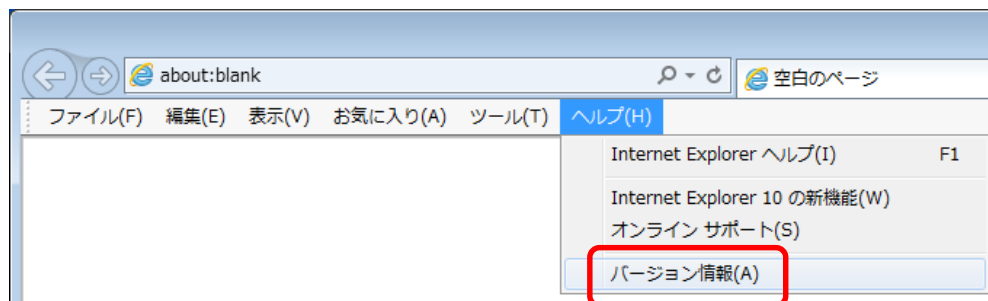 about:blank 空白のページ
ファイル(F) 編集(E) 表示(V) お気に入り(A) ツール(T) ヘルプ(H)
Internet Explorer ヘルプ(I) F1
Internet Explorer 10 の新機能(W)
オンライン サポート(S)
バージョン情報(A)